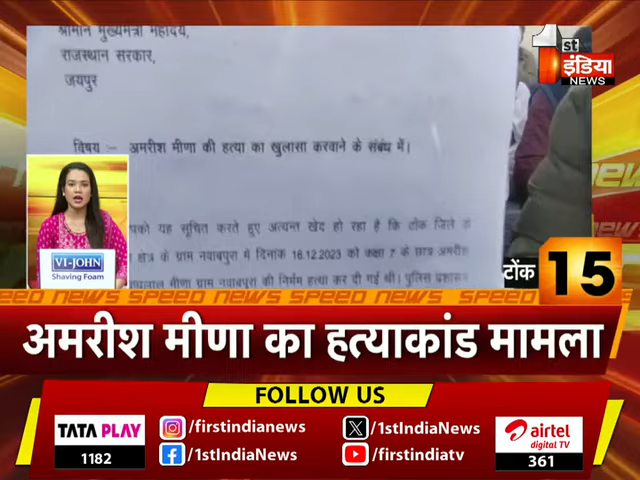 श्रीमान मुख्यमंत्री महोदय,
राजस्थान सरकार,
जयपुर
1st
इंडिया
NEWS
विषय :- अमरीश मीणा की हत्या का खुलासा करवाने के संबंध में।
पको यह सूचित करते हुए अत्यन्त खेद हो रहा है कि टोंक जिले के
क्षेत्र के ग्राम नवाबपुरा में दिनांक 16.12.2023 को कक्षा 7 के छात्र अमरीश
मीणा ग्राम नवाबपुरा की निर्मम हत्या कर दी गई थी। पुलिस प्रशासन
VI-JOHN
Shaving Foam
टोंक
15
SPEED NEWS SPEED NEWS SPEED NEWS SPEED NEWS
अमरीश मीणा का हत्याकांड मामला
FOLLOW US
TATA PLAY
1182
/firstindianews
/1stIndiaNews
/1stIndiaNews
/firstindiatv
airtel
digital TV
361